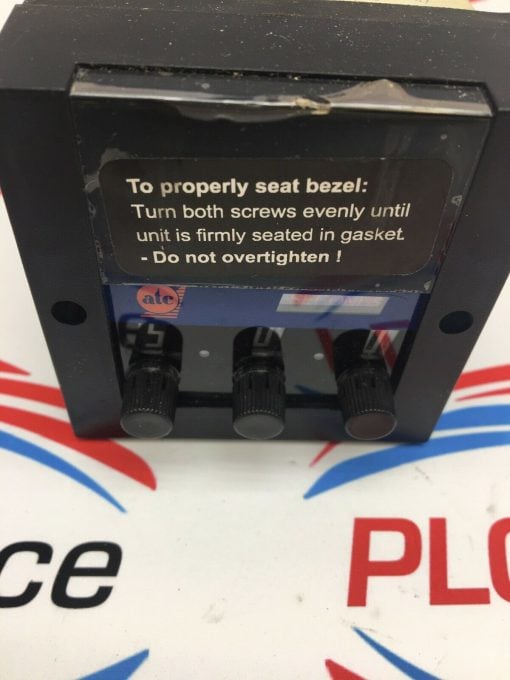 To properly seat bezel:
Turn both screws evenly until
unit is firmly seated in gasket.
- Do not overtighten !
atc
ce PLC